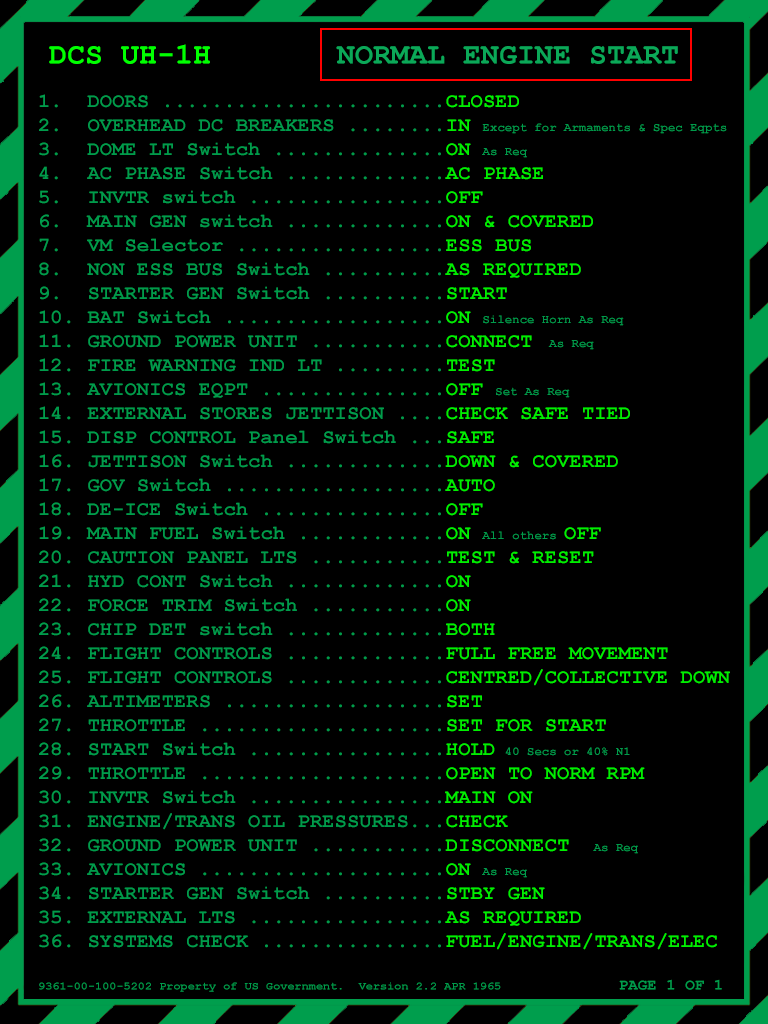 DCS UH-1H NORMAL ENGINE START
1. DOORS .......................CLOSED
2. OVERHEAD DC BREAKERS ........IN Except for Armaments & Spec Eqpts
3. DOME LT Switch ..............ON As Req
4. AC PHASE Switch .............AC PHASE
5. INVTR switch ................OFF
6. MAIN GEN switch .............ON & COVERED
7. VM Selector .................ESS BUS
8. NON ESS BUS Switch ..........AS REQUIRED
9. STARTER GEN Switch ..........START
10. BAT Switch ..................ON Silence Horn As Req
11. GROUND POWER UNIT ...........CONNECT As Req
12. FIRE WARNING IND LT .........TEST
13. AVIONICS EQPT ...............OFF Set As Req
14. EXTERNAL STORES JETTISON ....CHECK SAFE TIED
15. DISP CONTROL Panel Switch ...SAFE
16. JETTISON Switch .............DOWN & COVERED
17. GOV Switch ..................AUTO
18. DE-ICE Switch ...............OFF
19. MAIN FUEL Switch ............ON All others OFF
20. CAUTION PANEL LTS ...........TEST & RESET
21. HYD CONT Switch .............ON
22. FORCE TRIM Switch ...........ON
23. CHIP DET switch .............BOTH
24. FLIGHT CONTROLS .............FULL FREE MOVEMENT
25. FLIGHT CONTROLS .............CENTRED/COLLECTIVE DOWN
26. ALTIMETERS ..................SET
27. THROTTLE ....................SET FOR START
28. START Switch ................HOLD 40 Secs or 40% N1
29. THROTTLE ....................OPEN TO NORM RPM
30. INVTR Switch ................MAIN ON
31. ENGINE/TRANS OIL PRESSURES...CHECK
32. GROUND POWER UNIT ...........DISCONNECT As Req
33. AVIONICS ....................ON As Req
34. STARTER GEN Switch ..........STBY GEN
35. EXTERNAL LTS ................AS REQUIRED
36. SYSTEMS CHECK ...............FUEL/ENGINE/TRANS/ELEC
9361-00-100-5202 Property of US Government. Version 2.2 APR 1965 PAGE 1 OF 1